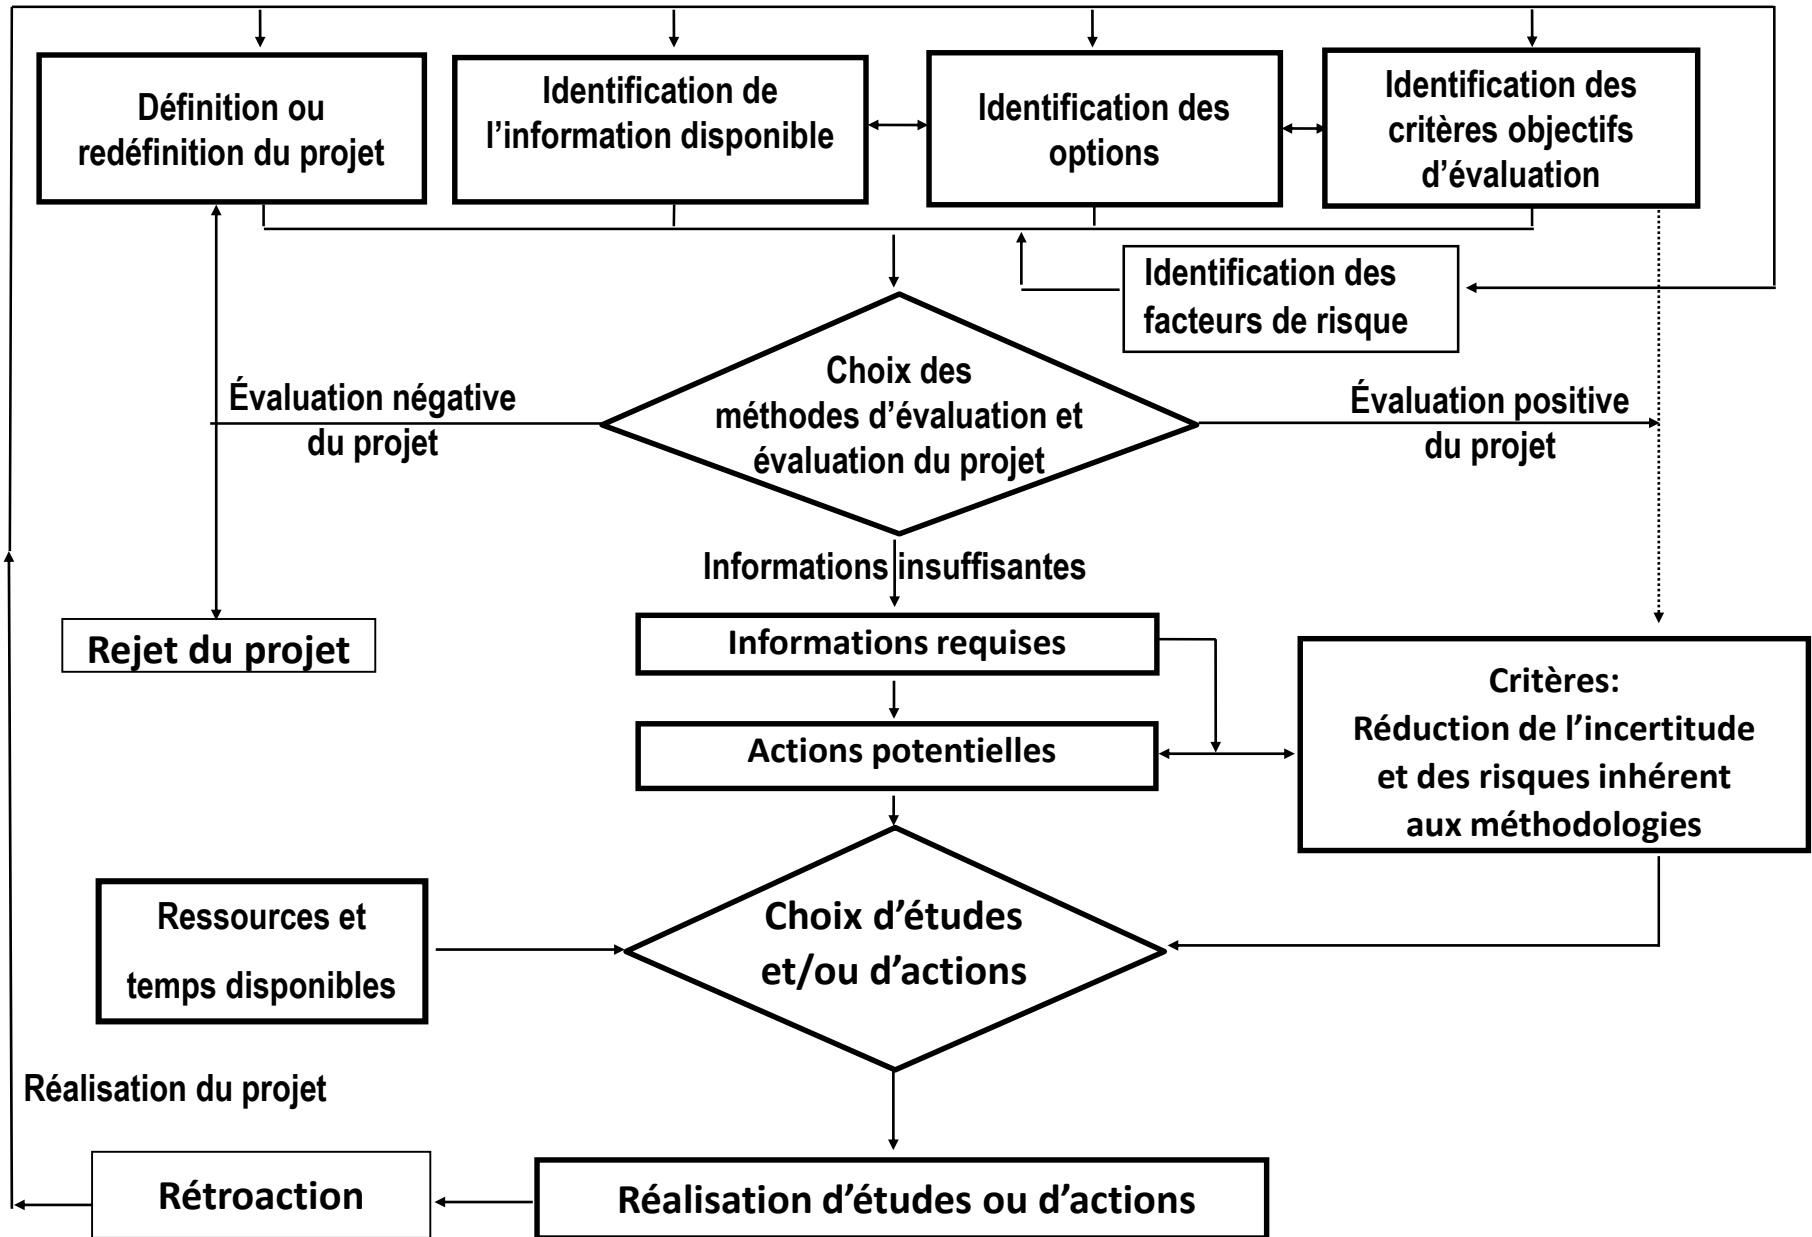 Définition ou
redéfinition du projet
Identification de
l’information disponible
Identification des
options
Identification des
critères objectifs
d’évaluation
Identification des
facteurs de risque
Choix des
méthodes d’évaluation et
évaluation du projet
Évaluation négative
du projet
Évaluation positive
du projet
Informations insuffisantes
Rejet du projet
Informations requises
Actions potentielles
Critères:
Réduction de l’incertitude
et des risques inhérent
aux méthodologies
Ressources et
temps disponibles
Choix d’études
et/ou d’actions
Réalisation du projet
Rétroaction
Réalisation d’études ou d’actions